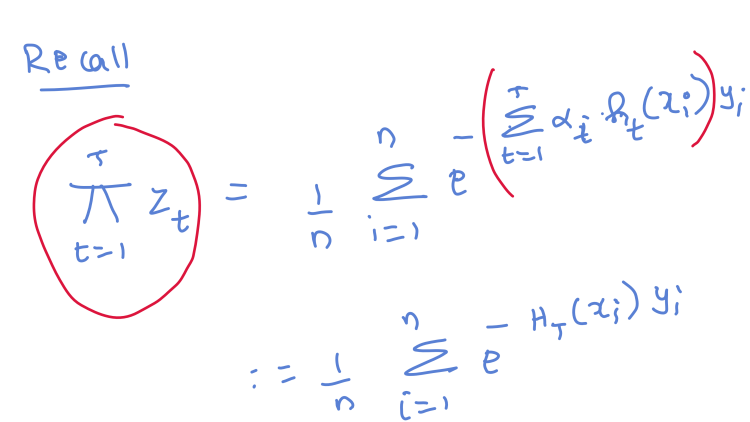 Recall
∏_{t=1}^{T} Z_t = 1/n ∑_{i=1}^{n} e^{-(∑_{t=1}^{T} α_t · h_t(x_i)) y_i}
:= 1/n ∑_{i=1}^{n} e^{- H_T(x_i) y_i}